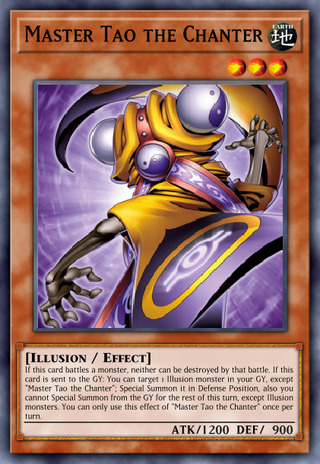 Master Tao the Chanter
EARTH
地
[Illusion / Effect]
If this card battles a monster, neither can be destroyed by that battle. If this
card is sent to the GY: You can target 1 Illusion monster in your GY, except
"Master Tao the Chanter"; Special Summon it in Defense Position, also you
cannot Special Summon from the GY for the rest of this turn, except Illusion
monsters. You can only use this effect of "Master Tao the Chanter" once per
turn.
ATK/1200 DEF/ 900